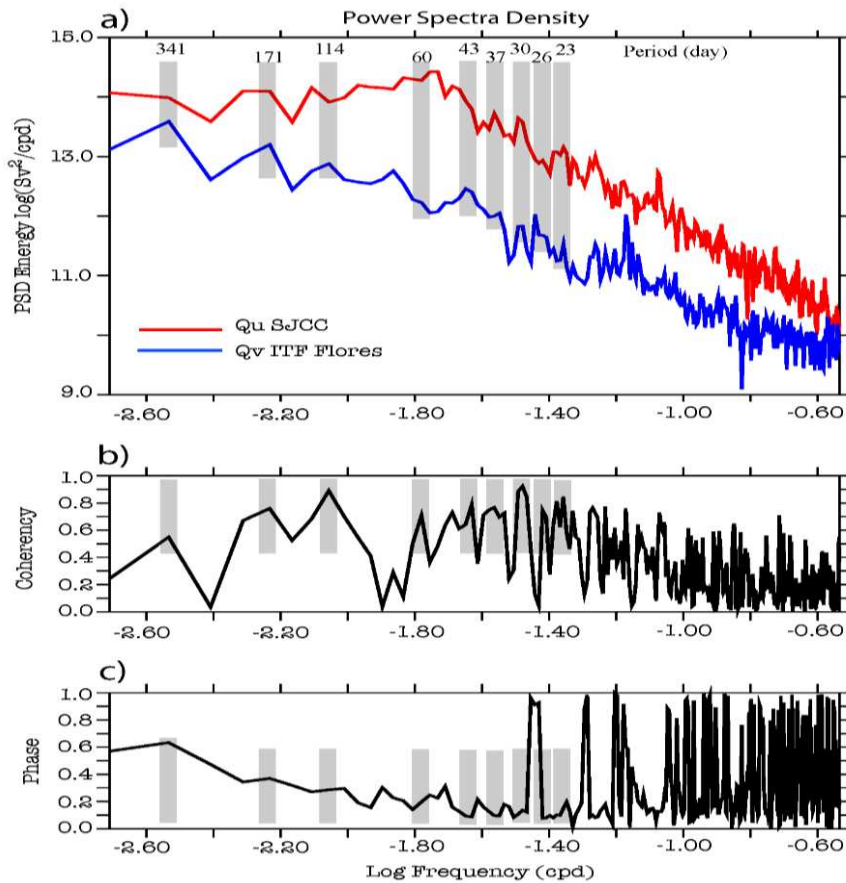 Power Spectra Density
a)
15.0
341 171 114 60 43 37 30 26 23 Period (day)
13.0
11.0
9.0
PSD Energy log(Sv²/cpd)
Qu SJCC
Qv ITF Flores
-2.60 -2.20 -1.80 -1.40 -1.00 -0.60
b)
1.0
0.8
0.6
0.4
0.2
0.0
Coherency
-2.60 -2.20 -1.80 -1.40 -1.00 -0.60
c)
1.0
0.8
0.6
0.4
0.2
0.0
Phase
-2.60 -2.20 -1.80 -1.40 -1.00 -0.60
Log Frequency (cpd)